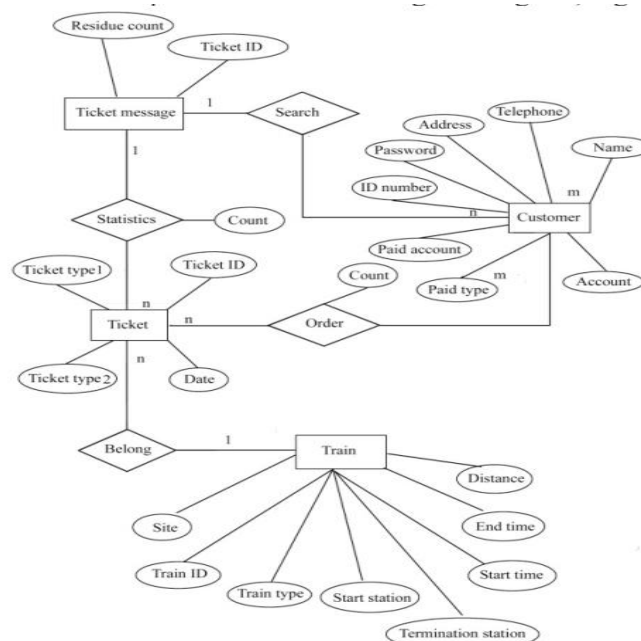 Residue count
Ticket ID
Ticket message
1
Search
1
Telephone
Address
Name
Password
m
ID number
n
Customer
Statistics
Count
Paid account
Ticket type1
Ticket ID
Count
m
Paid type
Account
n
Ticket
n
Order
n
Ticket type2
Date
Belong
1
Train
Distance
Site
End time
Train ID
Start time
Train type
Start station
Termination station